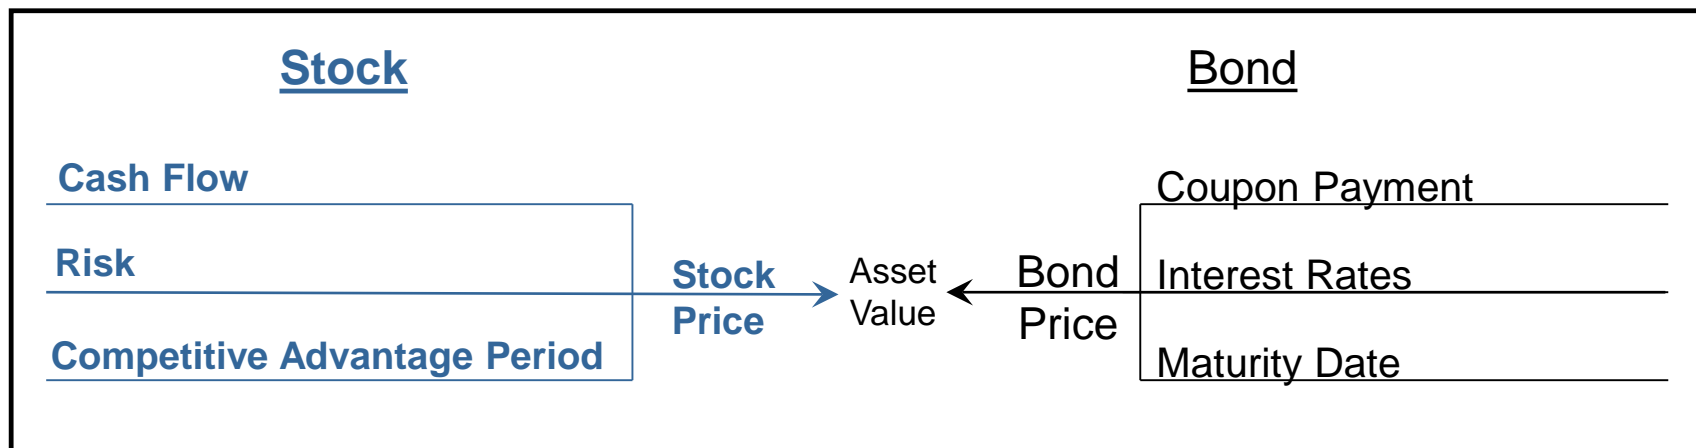 Stock
Bond
Cash Flow
Coupon Payment
Risk
Stock
Price
Asset
Value
Bond
Price
Interest Rates
Competitive Advantage Period
Maturity Date